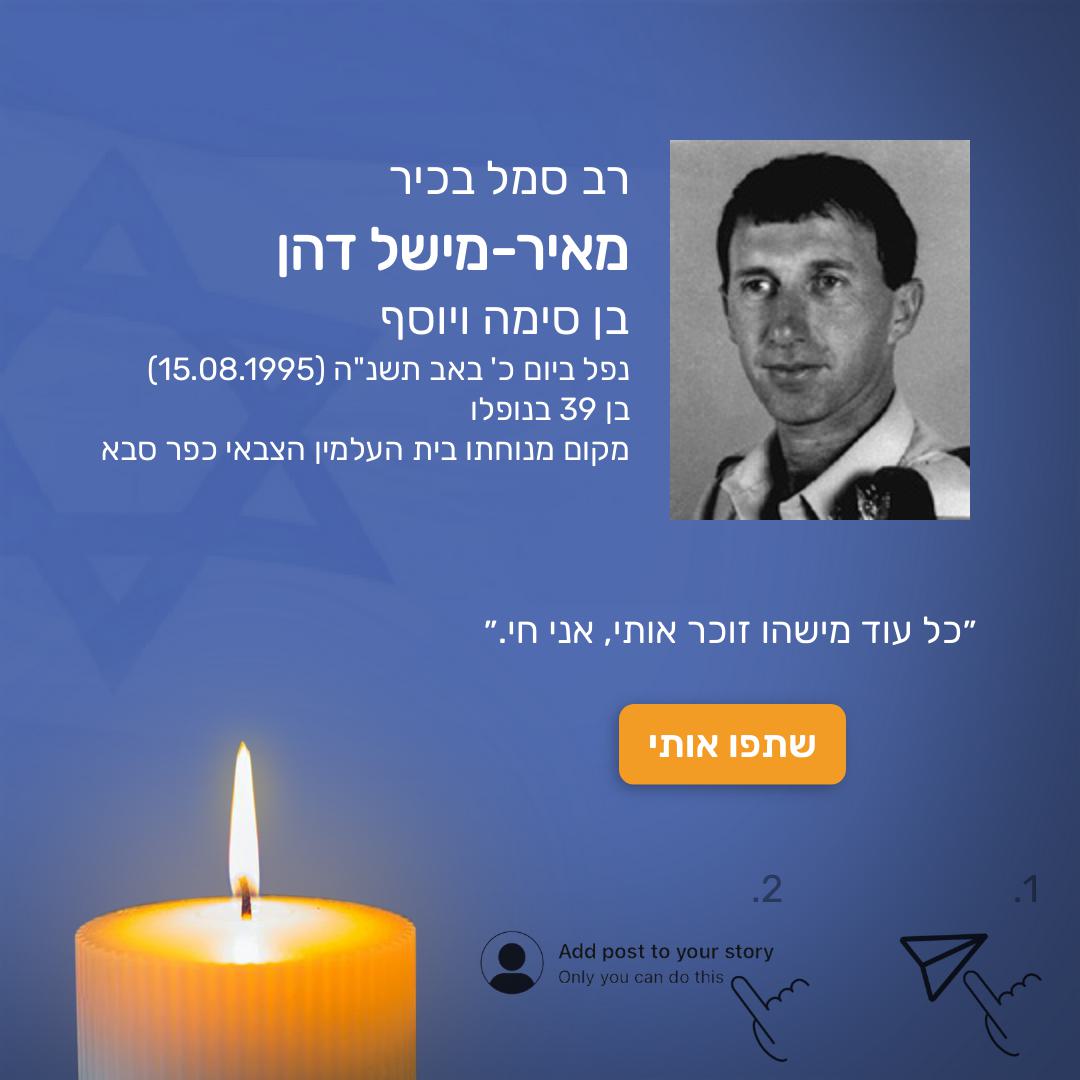 רב סמל בכיר
מאיר-מישל דהן
בן סימה ויוסף
נפל ביום כ' באב תשנ"ה (15.08.1995)
בן 39 בנופלו
מקום מנוחתו בית העלמין הצבאי כפר סבא
״כל עוד מישהו זוכר אותי, אני חי.״
שתפו אותי
1.
2.
Add post to your story
Only you can do this